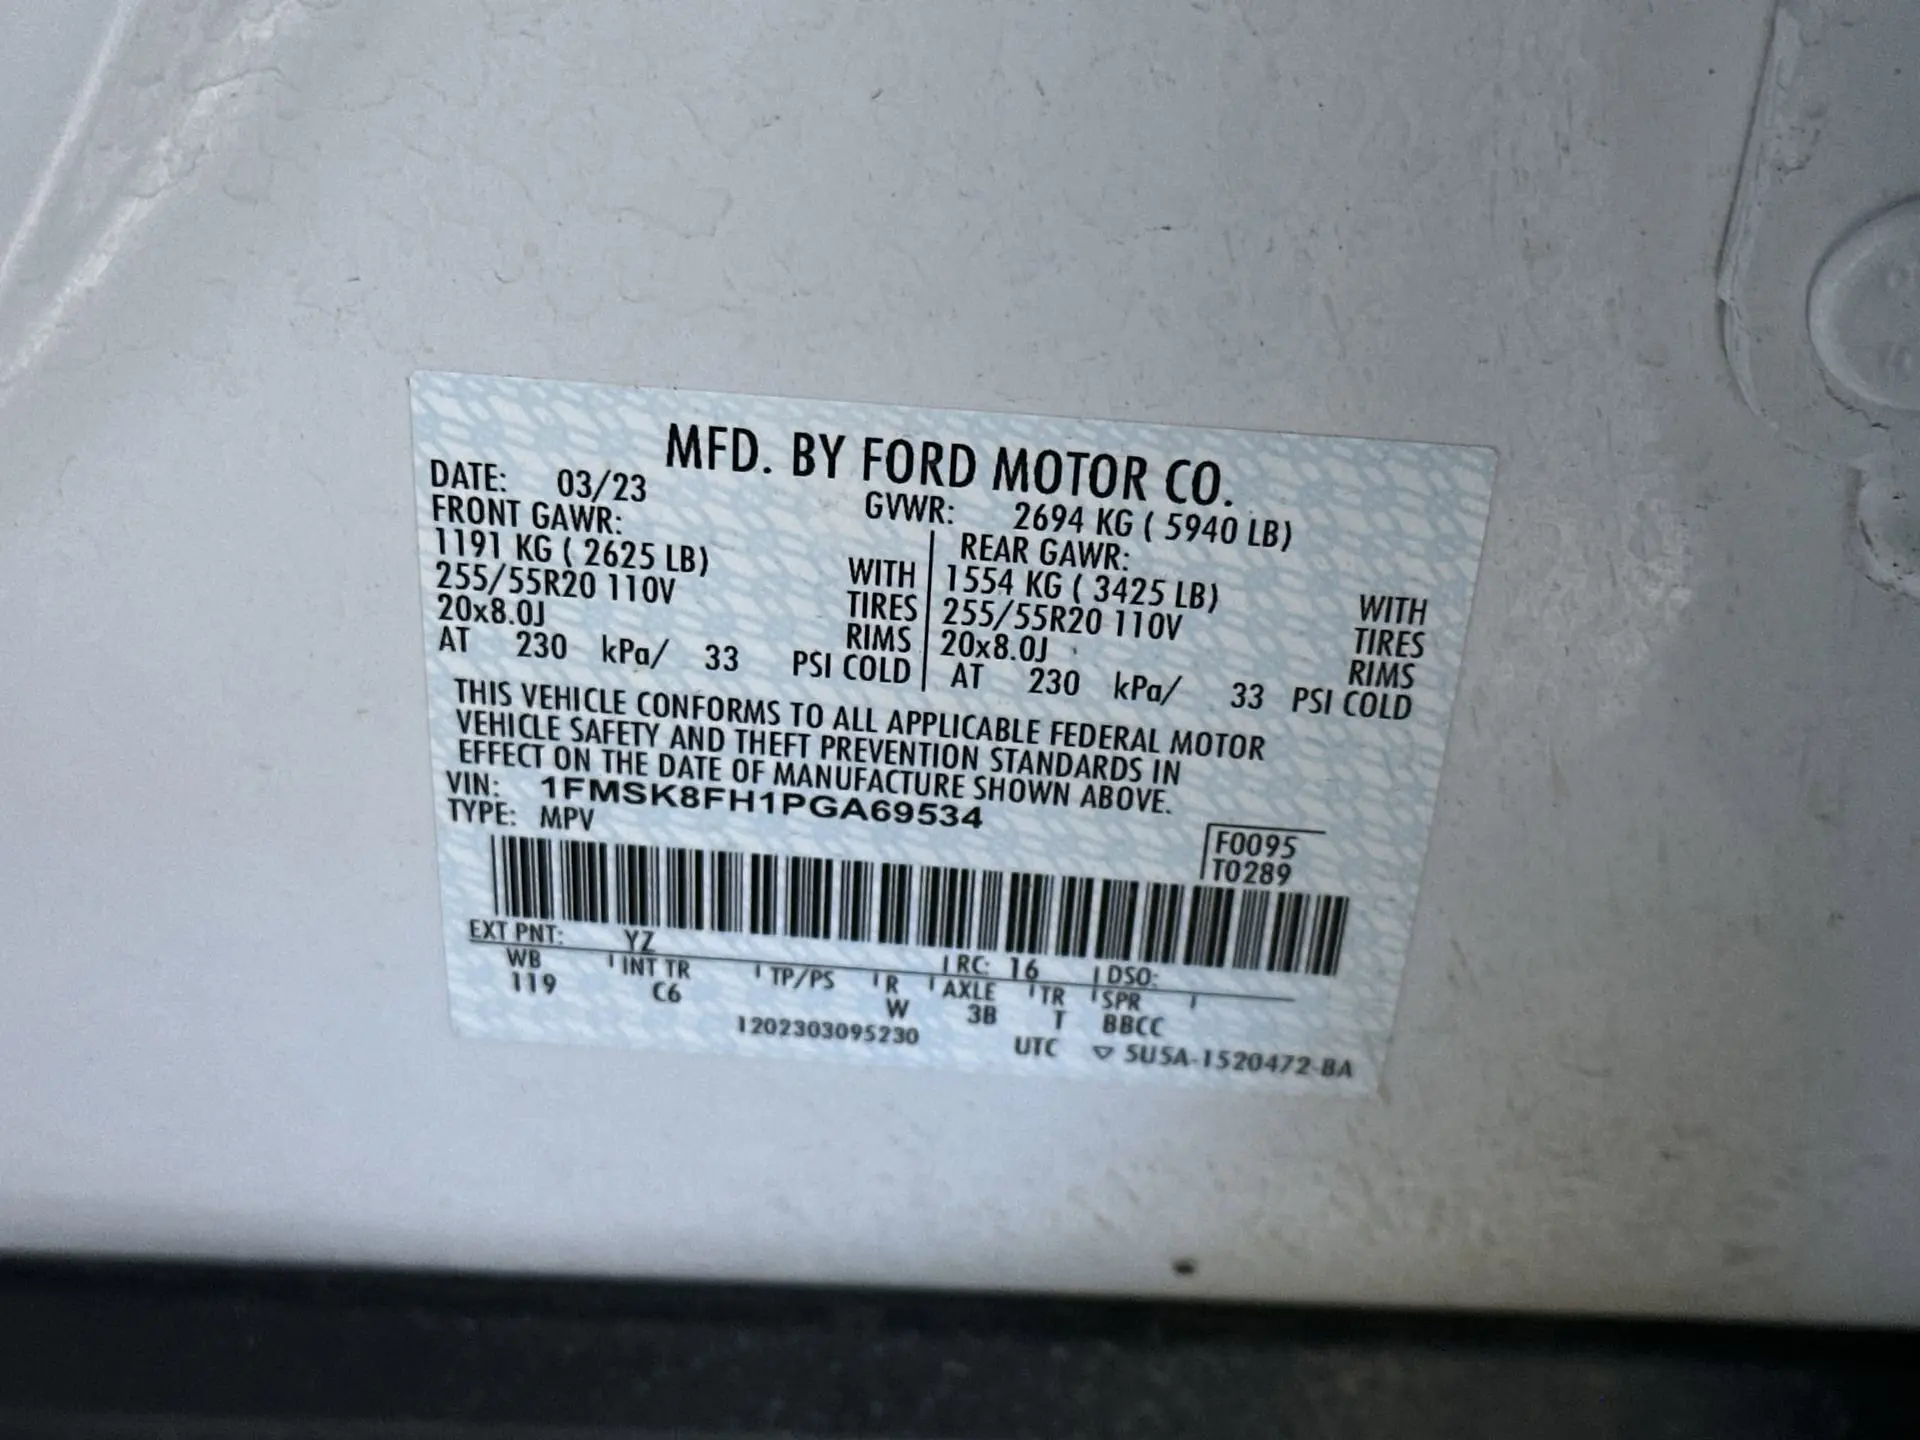 MFD. BY FORD MOTOR CO.
DATE: 03/23 GVWR: 2694 KG ( 5940 LB)
FRONT GAWR: REAR GAWR:
1191 KG ( 2625 LB) WITH 1554 KG ( 3425 LB) WITH
255/55R20 110V TIRES 255/55R20 110V TIRES
20x8.0J RIMS 20x8.0J RIMS
AT 230 kPa/ 33 PSI COLD AT 230 kPa/ 33 PSI COLD
THIS VEHICLE CONFORMS TO ALL APPLICABLE FEDERAL MOTOR
VEHICLE SAFETY AND THEFT PREVENTION STANDARDS IN
EFFECT ON THE DATE OF MANUFACTURE SHOWN ABOVE.
VIN: 1FMSK8FH1PGA69534
TYPE: MPV
F0095
T0289
EXT PNT: YZ RC: 16 DSO:
WB INT TR TP/PS R AXLE TR SPR
119 C6 W 3B T BBCC
1202303095230 UTC ▽ 5U5A-1520472-BA